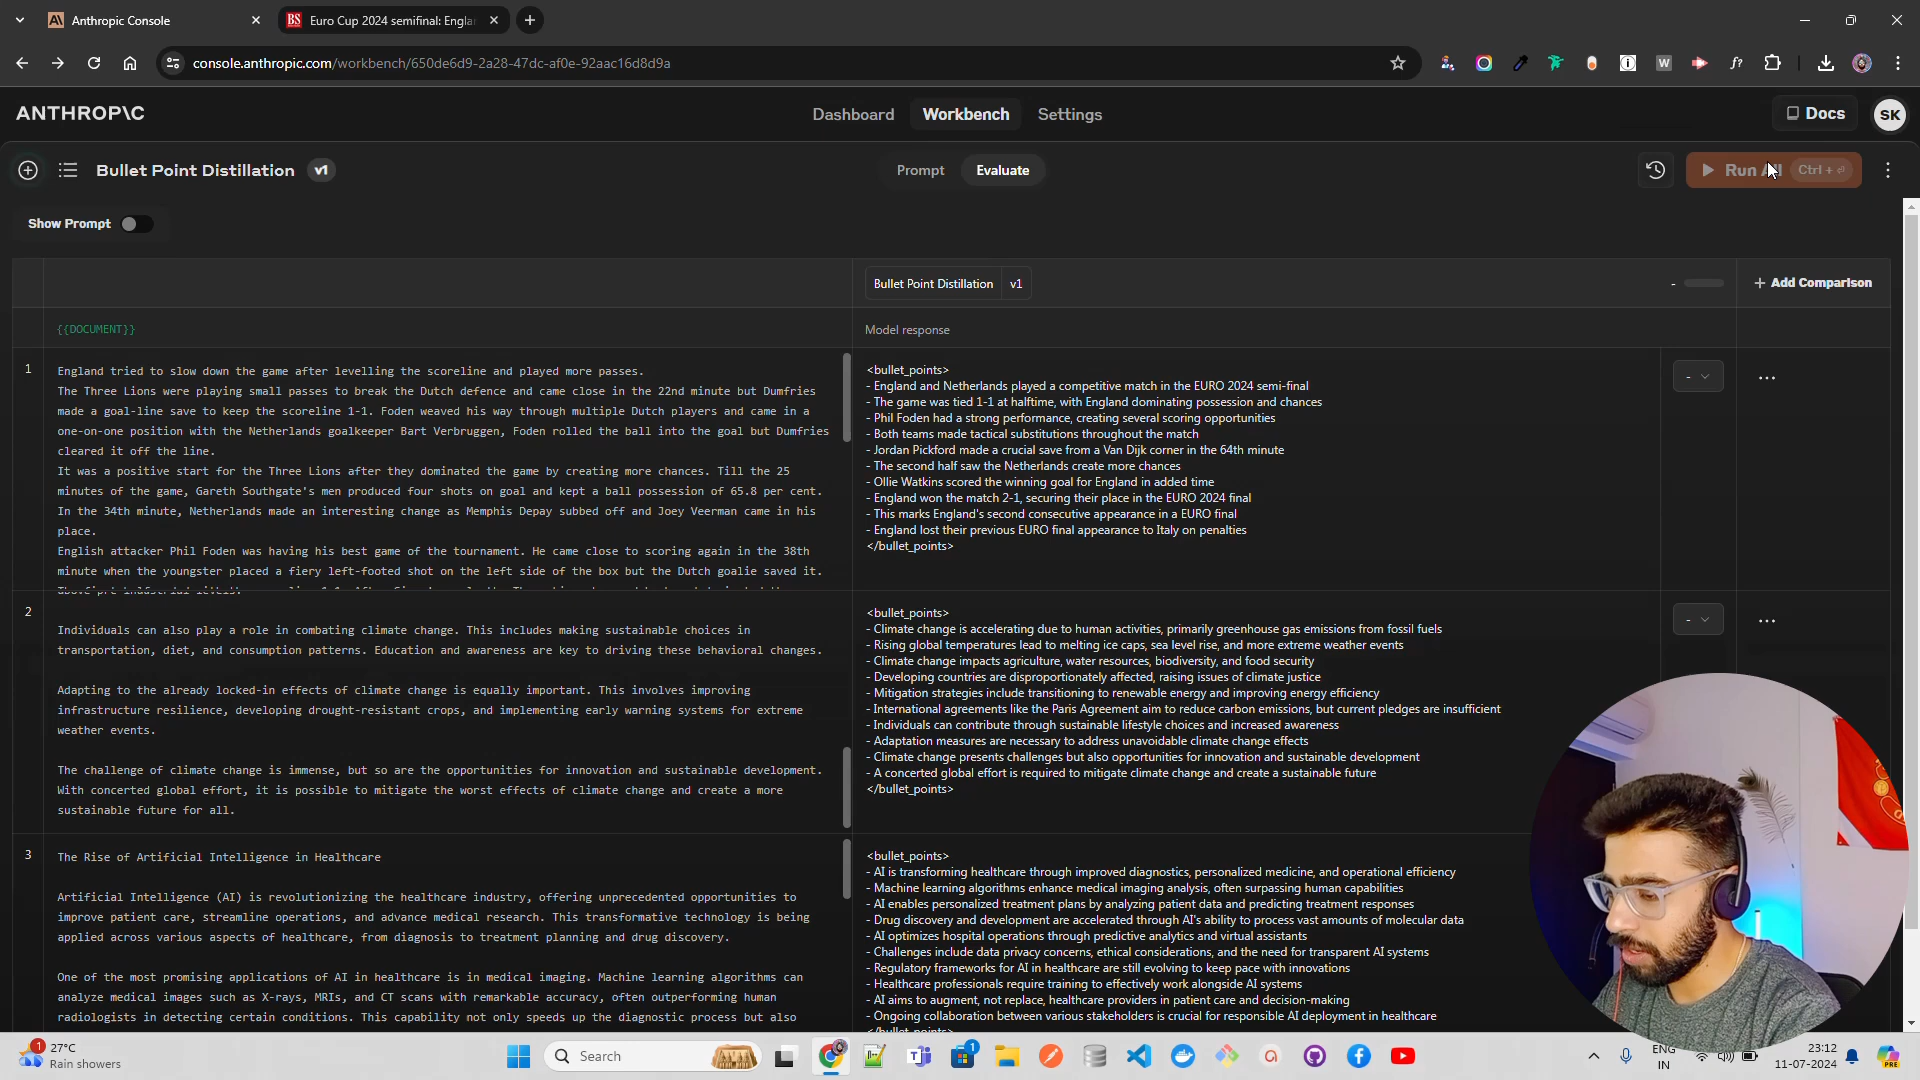 Anthropic Console
Euro Cup 2024 semifinal: Engla
console.anthropic.com/workbench/650de6d9-2a28-47dc-af0e-92aac16d8d9a
ANTHROP\C
Dashboard
Workbench
Settings
Docs
SK
Bullet Point Distillation
v1
Prompt
Evaluate
Run All
Ctrl + ⏎
Show Prompt
Bullet Point Distillation
v1
-
+ Add Comparison
{{DOCUMENT}}
Model response
1
England tried to slow down the game after levelling the scoreline and played more passes.
The Three Lions were playing small passes to break the Dutch defence and came close in the 22nd minute but Dumfries
made a goal-line save to keep the scoreline 1-1. Foden weaved his way through multiple Dutch players and came in a
one-on-one position with the Netherlands goalkeeper Bart Verbruggen, Foden rolled the ball into the goal but Dumfries
cleared it off the line.
It was a positive start for the Three Lions after they dominated the game by creating more chances. Till the 25
minutes of the game, Gareth Southgate's men produced four shots on goal and kept a ball possession of 65.8 per cent.
In the 34th minute, Netherlands made an interesting change as Memphis Depay subbed off and Joey Veerman came in his
place.
English attacker Phil Foden was having his best game of the tournament. He came close to scoring again in the 38th
minute when the youngster placed a fiery left-footed shot on the left side of the box but the Dutch goalie saved it.
<bullet_points>
- England and Netherlands played a competitive match in the EURO 2024 semi-final
- The game was tied 1-1 at halftime, with England dominating possession and chances
- Phil Foden had a strong performance, creating several scoring opportunities
- Both teams made tactical substitutions throughout the match
- Jordan Pickford made a crucial save from a Van Dijk corner in the 64th minute
- The second half saw the Netherlands create more chances
- Ollie Watkins scored the winning goal for England in added time
- England won the match 2-1, securing their place in the EURO 2024 final
- This marks England's second consecutive appearance in a EURO final
- England lost their previous EURO final appearance to Italy on penalties
</bullet_points>
-
2
Individuals can also play a role in combating climate change. This includes making sustainable choices in
transportation, diet, and consumption patterns. Education and awareness are key to driving these behavioral changes.
Adapting to the already locked-in effects of climate change is equally important. This involves improving
infrastructure resilience, developing drought-resistant crops, and implementing early warning systems for extreme
weather events.
The challenge of climate change is immense, but so are the opportunities for innovation and sustainable development.
With concerted global effort, it is possible to mitigate the worst effects of climate change and create a more
sustainable future for all.
<bullet_points>
- Climate change is accelerating due to human activities, primarily greenhouse gas emissions from fossil fuels
- Rising global temperatures lead to melting ice caps, sea level rise, and more extreme weather events
- Climate change impacts agriculture, water resources, biodiversity, and food security
- Developing countries are disproportionately affected, raising issues of climate justice
- Mitigation strategies include transitioning to renewable energy and improving energy efficiency
- International agreements like the Paris Agreement aim to reduce carbon emissions, but current pledges are insufficient
- Individuals can contribute through sustainable lifestyle choices and increased awareness
- Adaptation measures are necessary to address unavoidable climate change effects
- Climate change presents challenges but also opportunities for innovation and sustainable development
- A concerted global effort is required to mitigate climate change and create a sustainable future
</bullet_points>
-
3
The Rise of Artificial Intelligence in Healthcare
Artificial Intelligence (AI) is revolutionizing the healthcare industry, offering unprecedented opportunities to
improve patient care, streamline operations, and advance medical research. This transformative technology is being
applied across various aspects of healthcare, from diagnosis to treatment planning and drug discovery.
One of the most promising applications of AI in healthcare is in medical imaging. Machine learning algorithms can
analyze medical images such as X-rays, MRIs, and CT scans with remarkable accuracy, often outperforming human
radiologists in detecting certain conditions. This capability not only speeds up the diagnostic process but also
<bullet_points>
- AI is transforming healthcare through improved diagnostics, personalized medicine, and operational efficiency
- Machine learning algorithms enhance medical imaging analysis, often surpassing human capabilities
- AI enables personalized treatment plans by analyzing patient data and predicting treatment responses
- Drug discovery and development are accelerated through AI's ability to process vast amounts of molecular data
- AI optimizes hospital operations through predictive analytics and virtual assistants
- Challenges include data privacy concerns, ethical considerations, and the need for transparent AI systems
- Regulatory frameworks for AI in healthcare are still evolving to keep pace with innovations
- Healthcare professionals require training to effectively work alongside AI systems
- AI aims to augment, not replace, healthcare providers in patient care and decision-making
- Ongoing collaboration between various stakeholders is crucial for responsible AI deployment in healthcare
27°C
Rain showers
Search
ENG
IN
23:12
11-07-2024